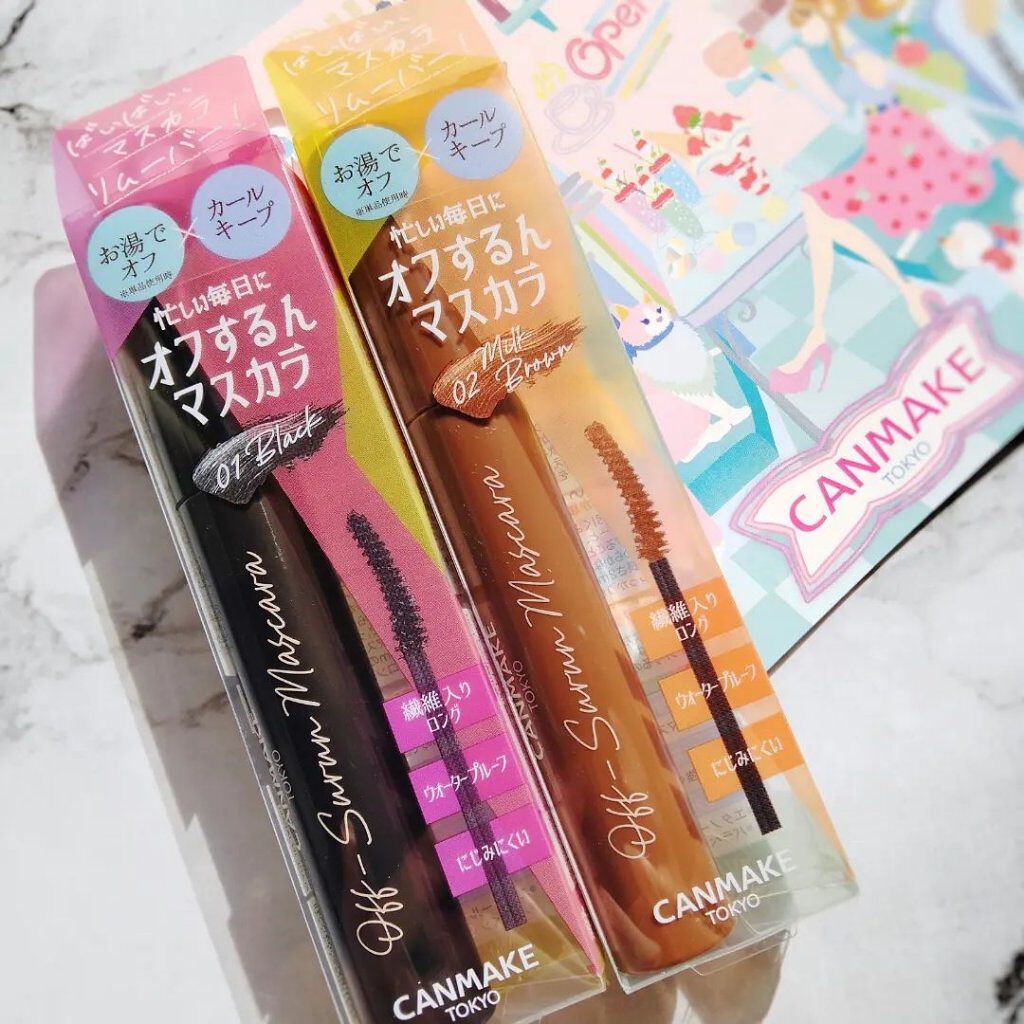 ばいばい、
マスカラ
リムーバー!
お湯で
オフ
※単品使用時
×
カール
キープ
忙しい毎日に
オフするん
マスカラ
01 Black
Off-Sururun Mascara
CANMAKE
TOKYO
繊維入り
ロング
ウォータープルーフ
にじみにくい
CANMAKE
TOKYO
ばいばい、
マスカラ
リムーバー!
お湯で
オフ
※単品使用時
×
カール
キープ
忙しい毎日に
オフするん
マスカラ
02 Milk
Brown
Off-Sururun Mascara
CANMAKE
TOKYO
繊維入り
ロング
ウォータープルーフ
にじみにくい
CANMAKE
TOKYO
Open
CANMAKE
TOKYO